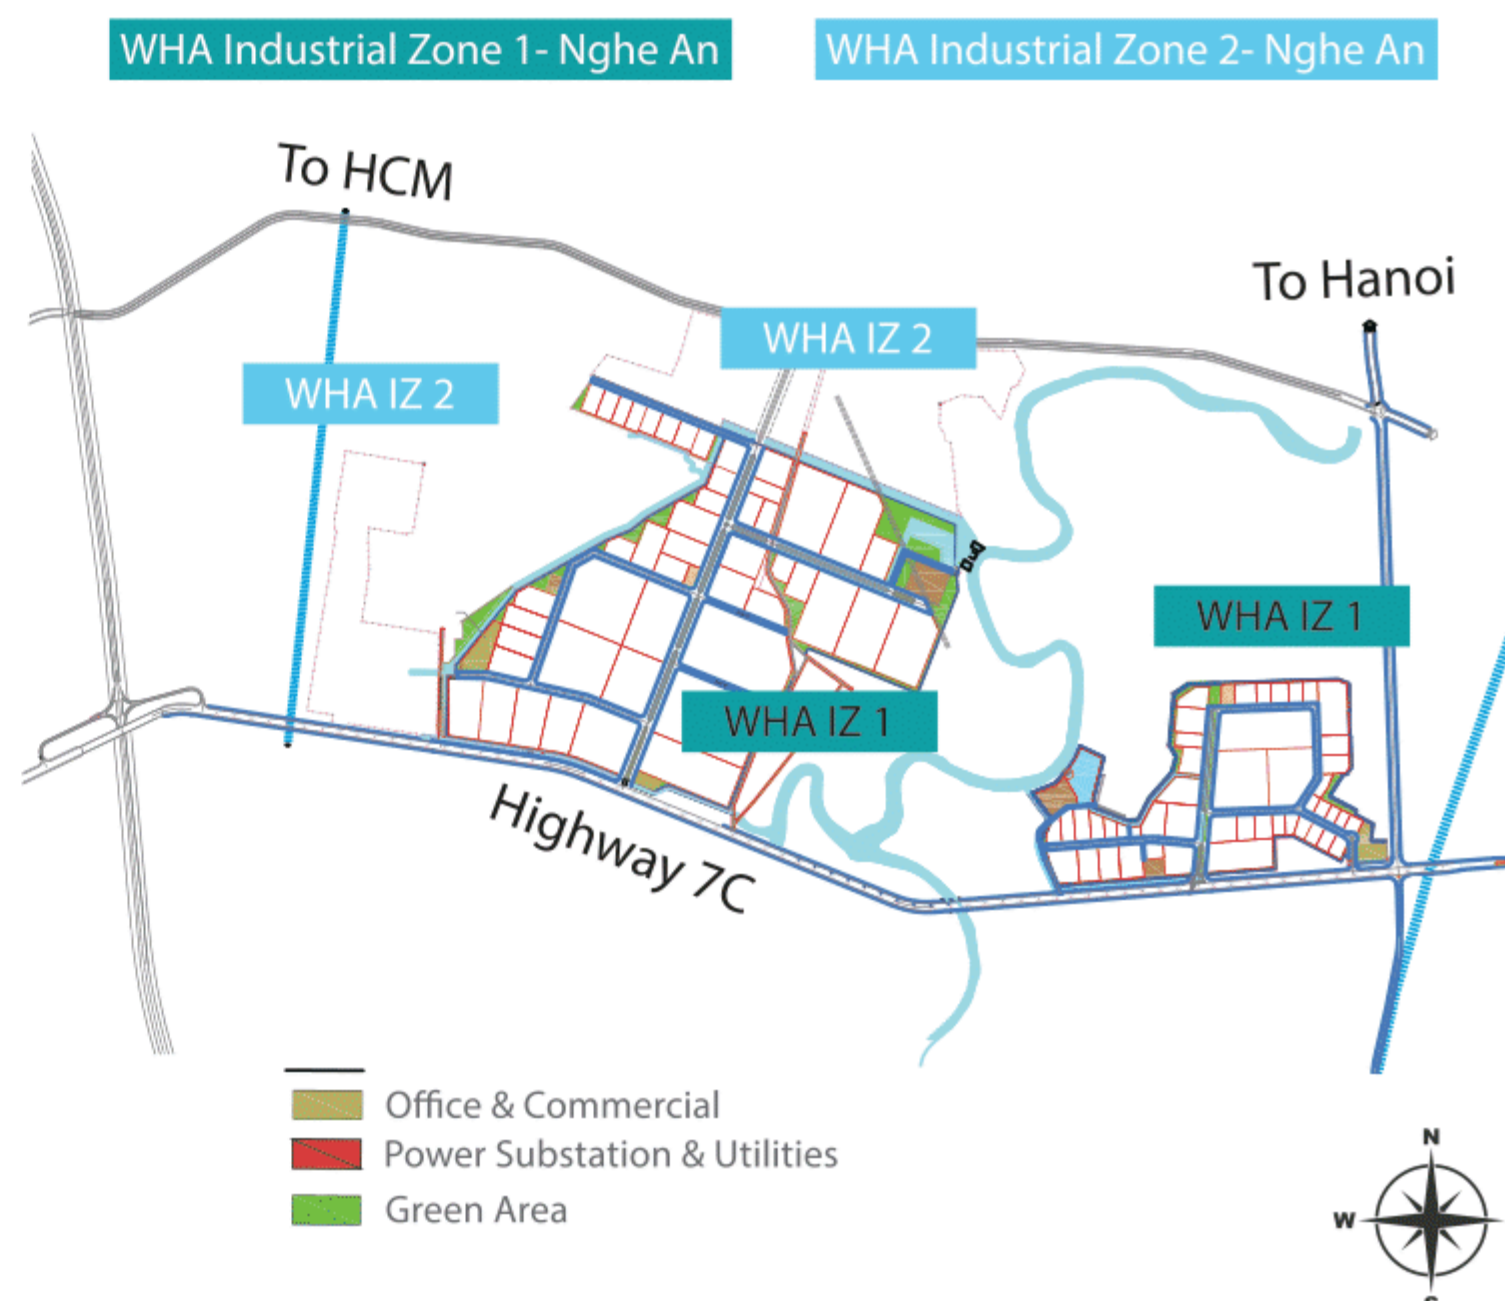 WHA Industrial Zone 1- Nghe An
WHA Industrial Zone 2- Nghe An
To HCM
To Hanoi
WHA IZ 2
WHA IZ 2
WHA IZ 1
WHA IZ 1
Highway 7C
Office & Commercial
Power Substation & Utilities
Green Area
N
W